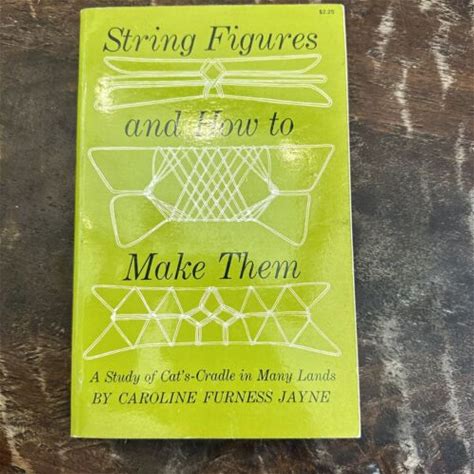 $2.25
String Figures
and How to
Make Them
A Study of Cat's-Cradle in Many Lands
BY CAROLINE FURNESS JAYNE